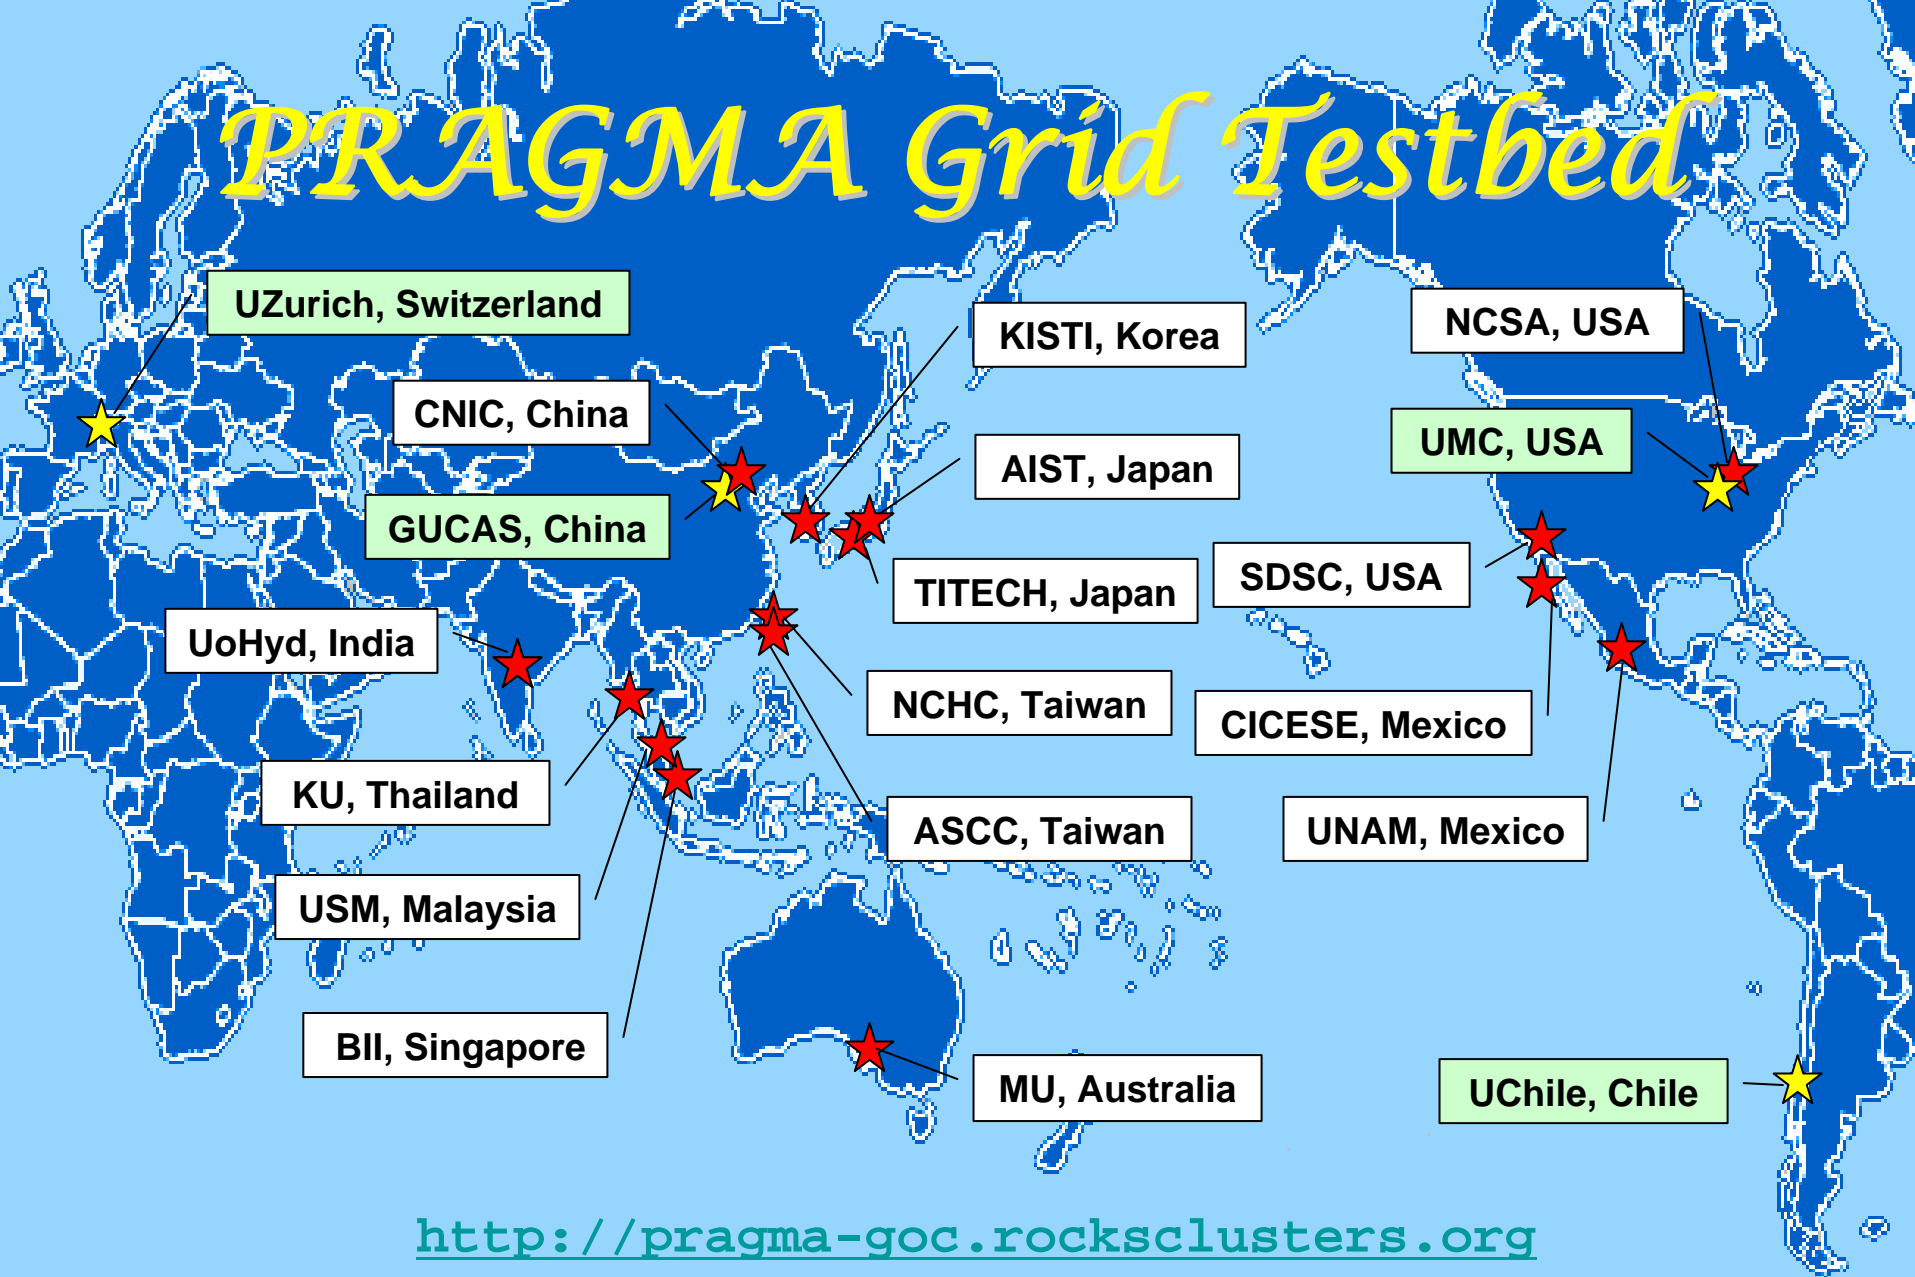 PRAGMA Grid Testbed
UZurich, Switzerland
NCSA, USA
KISTI, Korea
CNIC, China
UMC, USA
AIST, Japan
GUCAS, China
SDSC, USA
TITECH, Japan
UoHyd, India
NCHC, Taiwan
CICESE, Mexico
KU, Thailand
ASCC, Taiwan
UNAM, Mexico
USM, Malaysia
BII, Singapore
MU, Australia
UChile, Chile
http://pragma-goc.rocksclusters.org